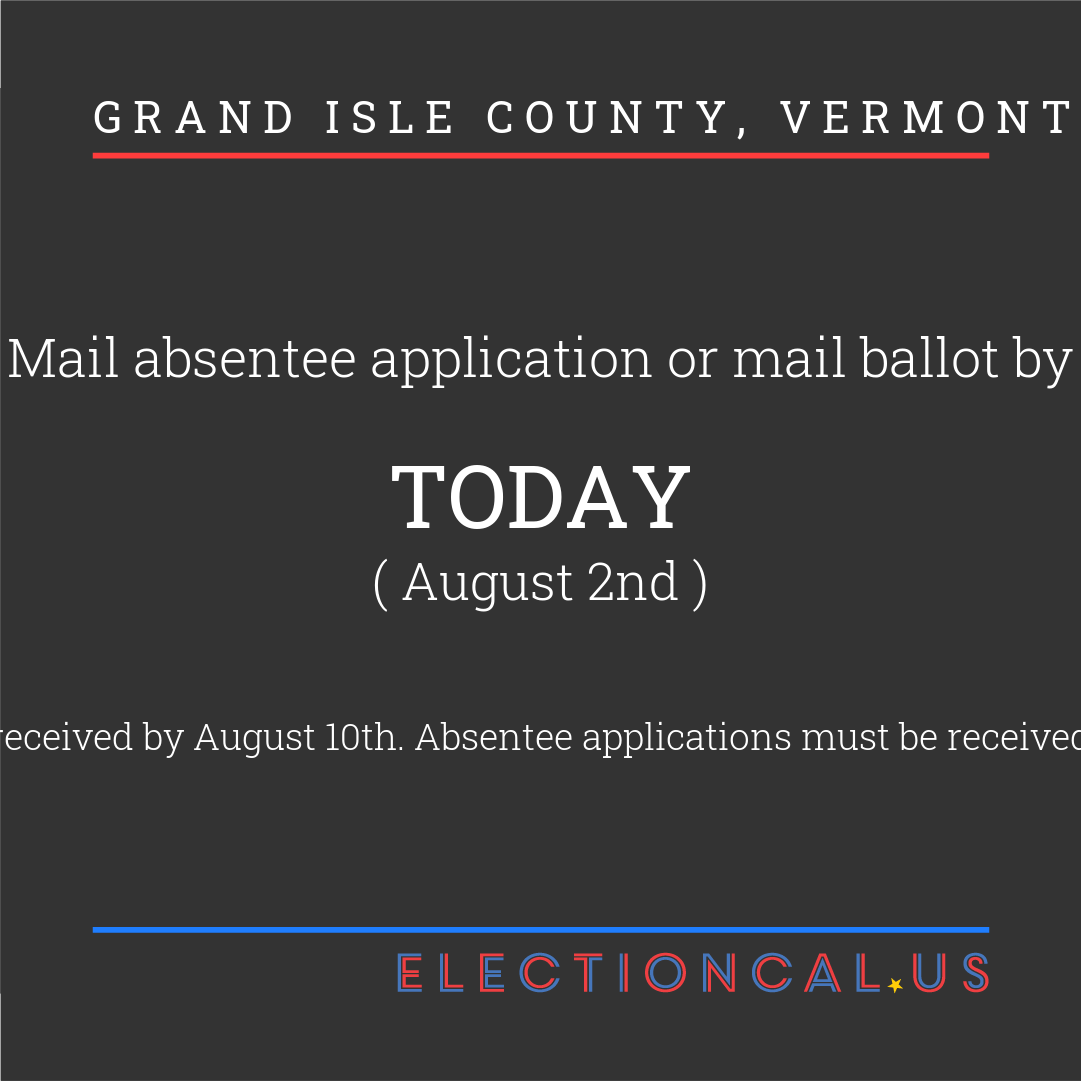 GRAND ISLE COUNTY, VERMONT
Mail absentee application or mail ballot by
TODAY
( August 2nd )
received by August 10th. Absentee applications must be received
ELECTIONCAL.US